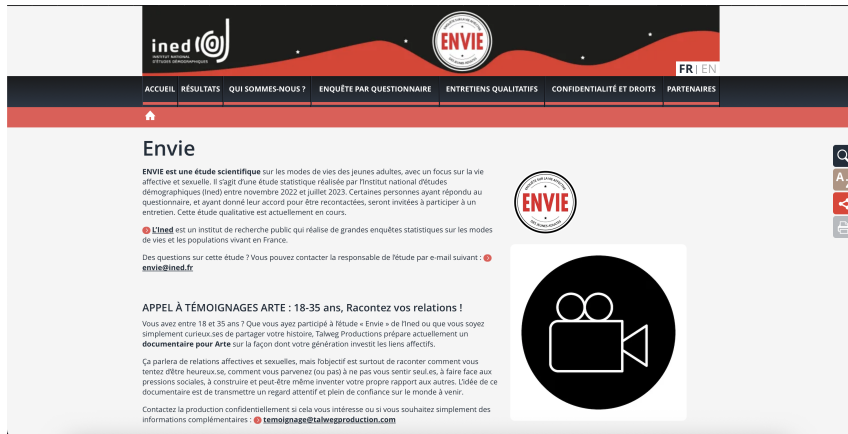 ined
INSTITUT NATIONAL
D'ÉTUDES DÉMOGRAPHIQUES
ENVIE
FR | EN
ACCUEIL RÉSULTATS QUI SOMMES-NOUS ? ENQUÊTE PAR QUESTIONNAIRE ENTRETIENS QUALITATIFS CONFIDENTIALITÉ ET DROITS PARTENAIRES
Envie
ENVIE est une étude scientifique sur les modes de vies des jeunes adultes, avec un focus sur la vie
affective et sexuelle. Il s'agit d'une étude statistique réalisée par l'Institut national d'études
démographiques (Ined) entre novembre 2022 et juillet 2023. Certaines personnes ayant répondu au
questionnaire, et ayant donné leur accord pour être recontactées, seront invitées à participer à un
entretien. Cette étude qualitative est actuellement en cours.
L'Ined est un institut de recherche public qui réalise de grandes enquêtes statistiques sur les modes
de vies et les populations vivant en France.
Des questions sur cette étude ? Vous pouvez contacter la responsable de l'étude par e-mail suivant :
envie@ined.fr
ENQUÊTE SUR LA VIE AFFECTIVE
ENVIE
DES JEUNES ADULTES
APPEL À TÉMOIGNAGES ARTE : 18-35 ans, Racontez vos relations !
Vous avez entre 18 et 35 ans ? Que vous ayez participé à l'étude « Envie » de l'Ined ou que vous soyez
simplement curieux.ses de partager votre histoire, Talweg Productions prépare actuellement un
documentaire pour Arte sur la façon dont votre génération investit les liens affectifs.
Ça parlera de relations affectives et sexuelles, mais l'objectif est surtout de raconter comment vous
tentez d'être heureux.se, comment vous parvenez (ou pas) à ne pas vous sentir seul.es, à faire face aux
pressions sociales, à construire et peut-être même inventer votre propre rapport aux autres. L'idée de ce
documentaire est de transmettre un regard attentif et plein de confiance sur le monde à venir.
Contactez la production confidentiellement si cela vous intéresse ou si vous souhaitez simplement des
informations complémentaires : temoignage@talwegproduction.com